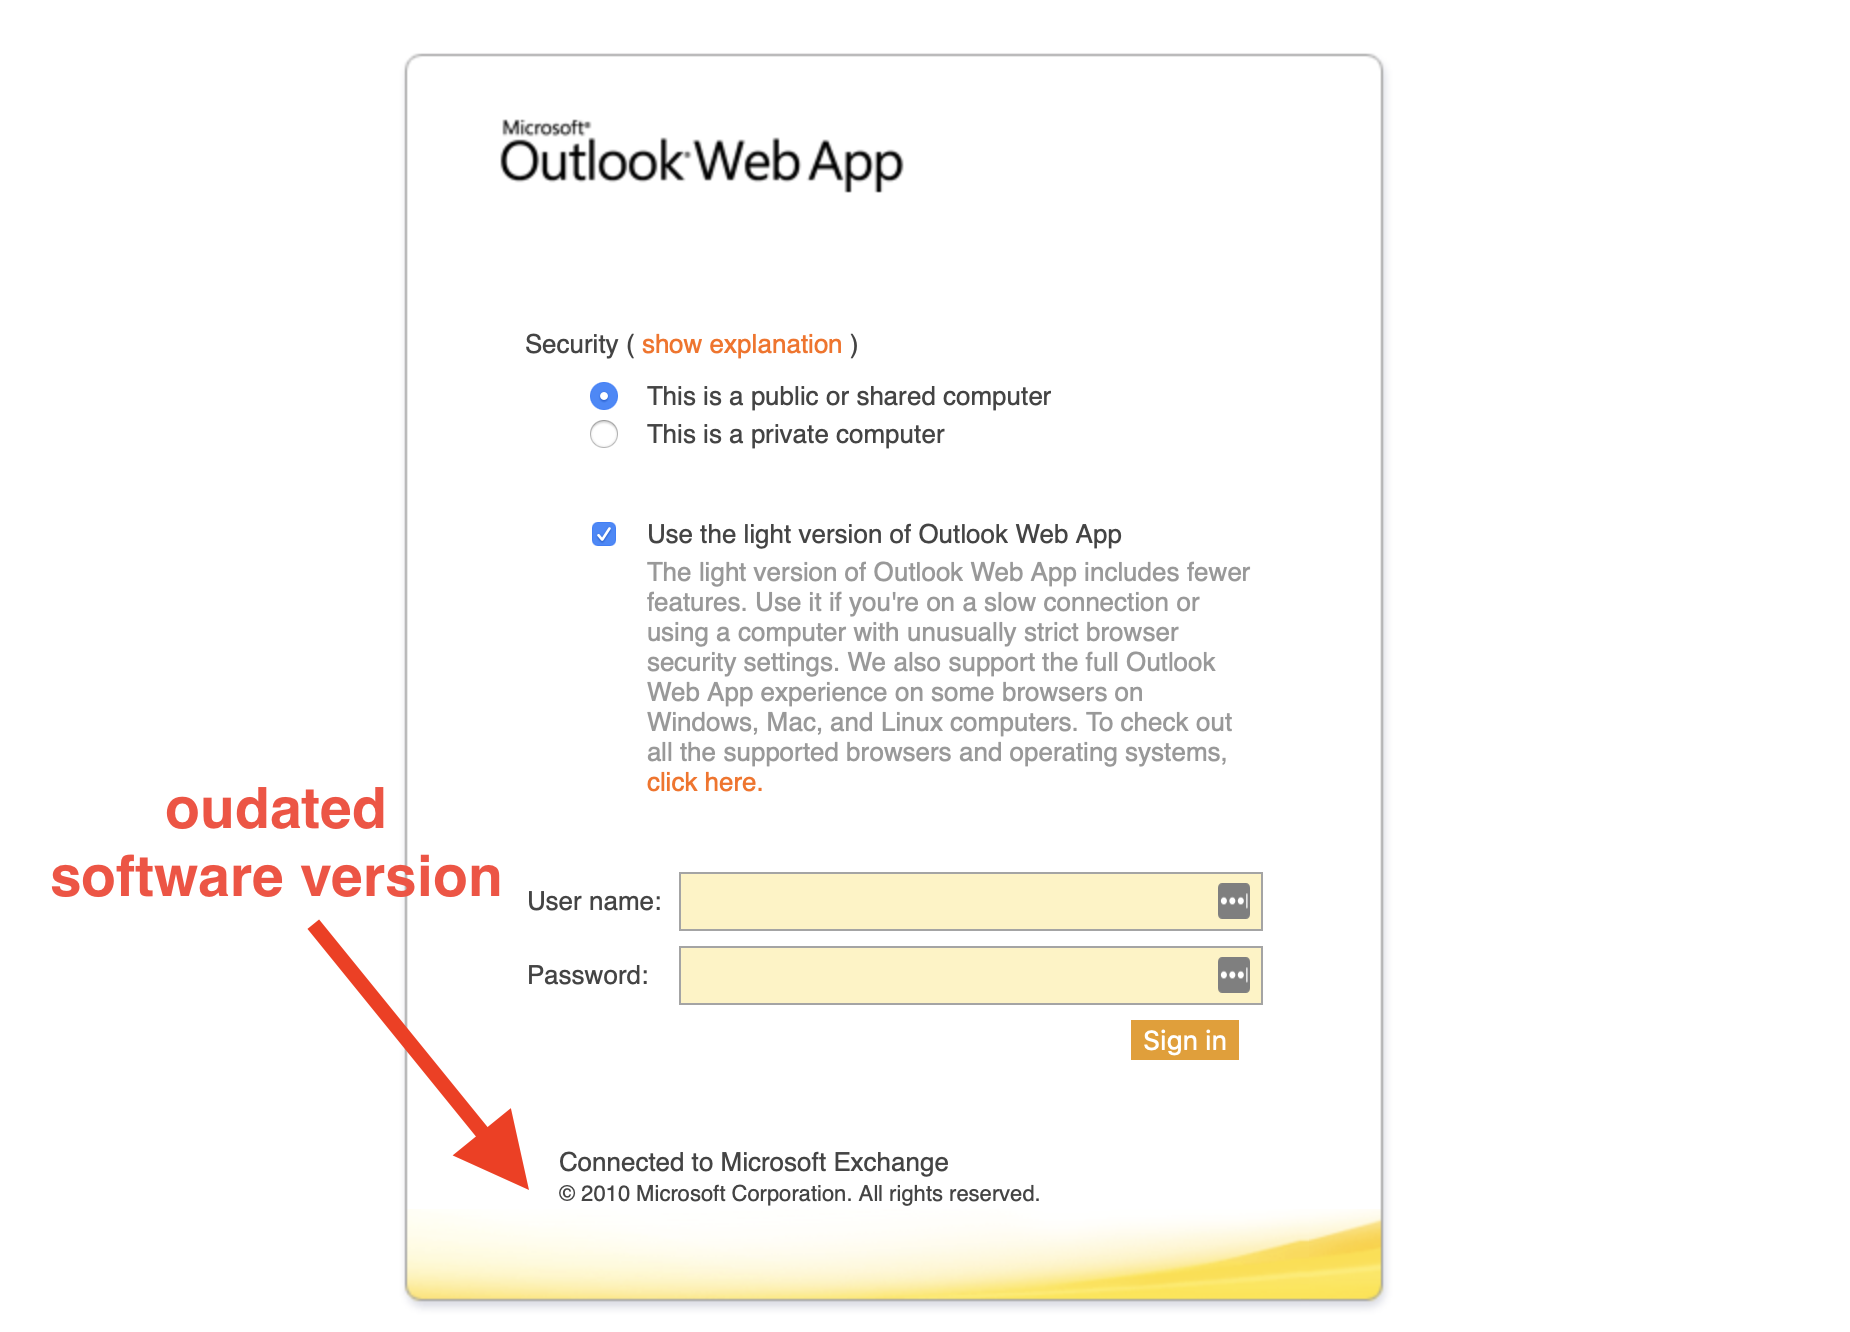 Microsoft®
Outlook® Web App
Security ( show explanation )
This is a public or shared computer
This is a private computer
Use the light version of Outlook Web App
The light version of Outlook Web App includes fewer
features. Use it if you're on a slow connection or
using a computer with unusually strict browser
security settings. We also support the full Outlook
Web App experience on some browsers on
Windows, Mac, and Linux computers. To check out
all the supported browsers and operating systems,
click here.
oudated
software version
User name:
Password:
Sign in
Connected to Microsoft Exchange
© 2010 Microsoft Corporation. All rights reserved.